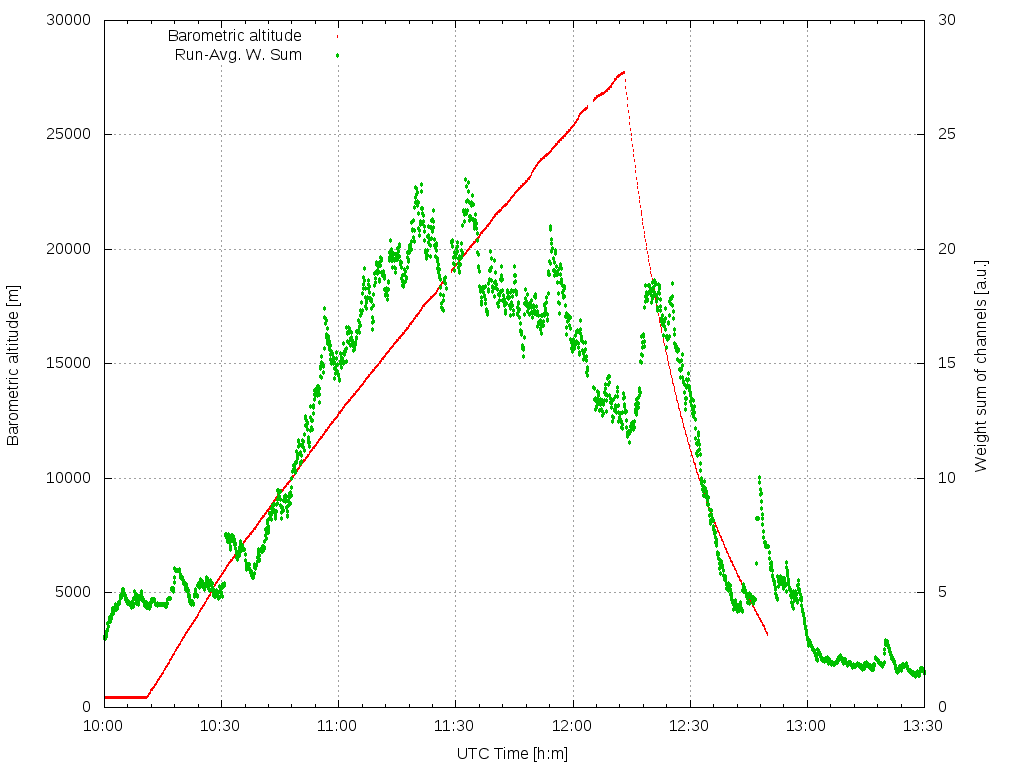 Barometric altitude
Run-Avg. W. Sum
30000
25000
20000
15000
10000
5000
0
30
25
20
15
10
5
0
10:00 10:30 11:00 11:30 12:00 12:30 13:00 13:30
UTC Time [h:m]
Barometric altitude [m]
Weight sum of channels [a.u.]